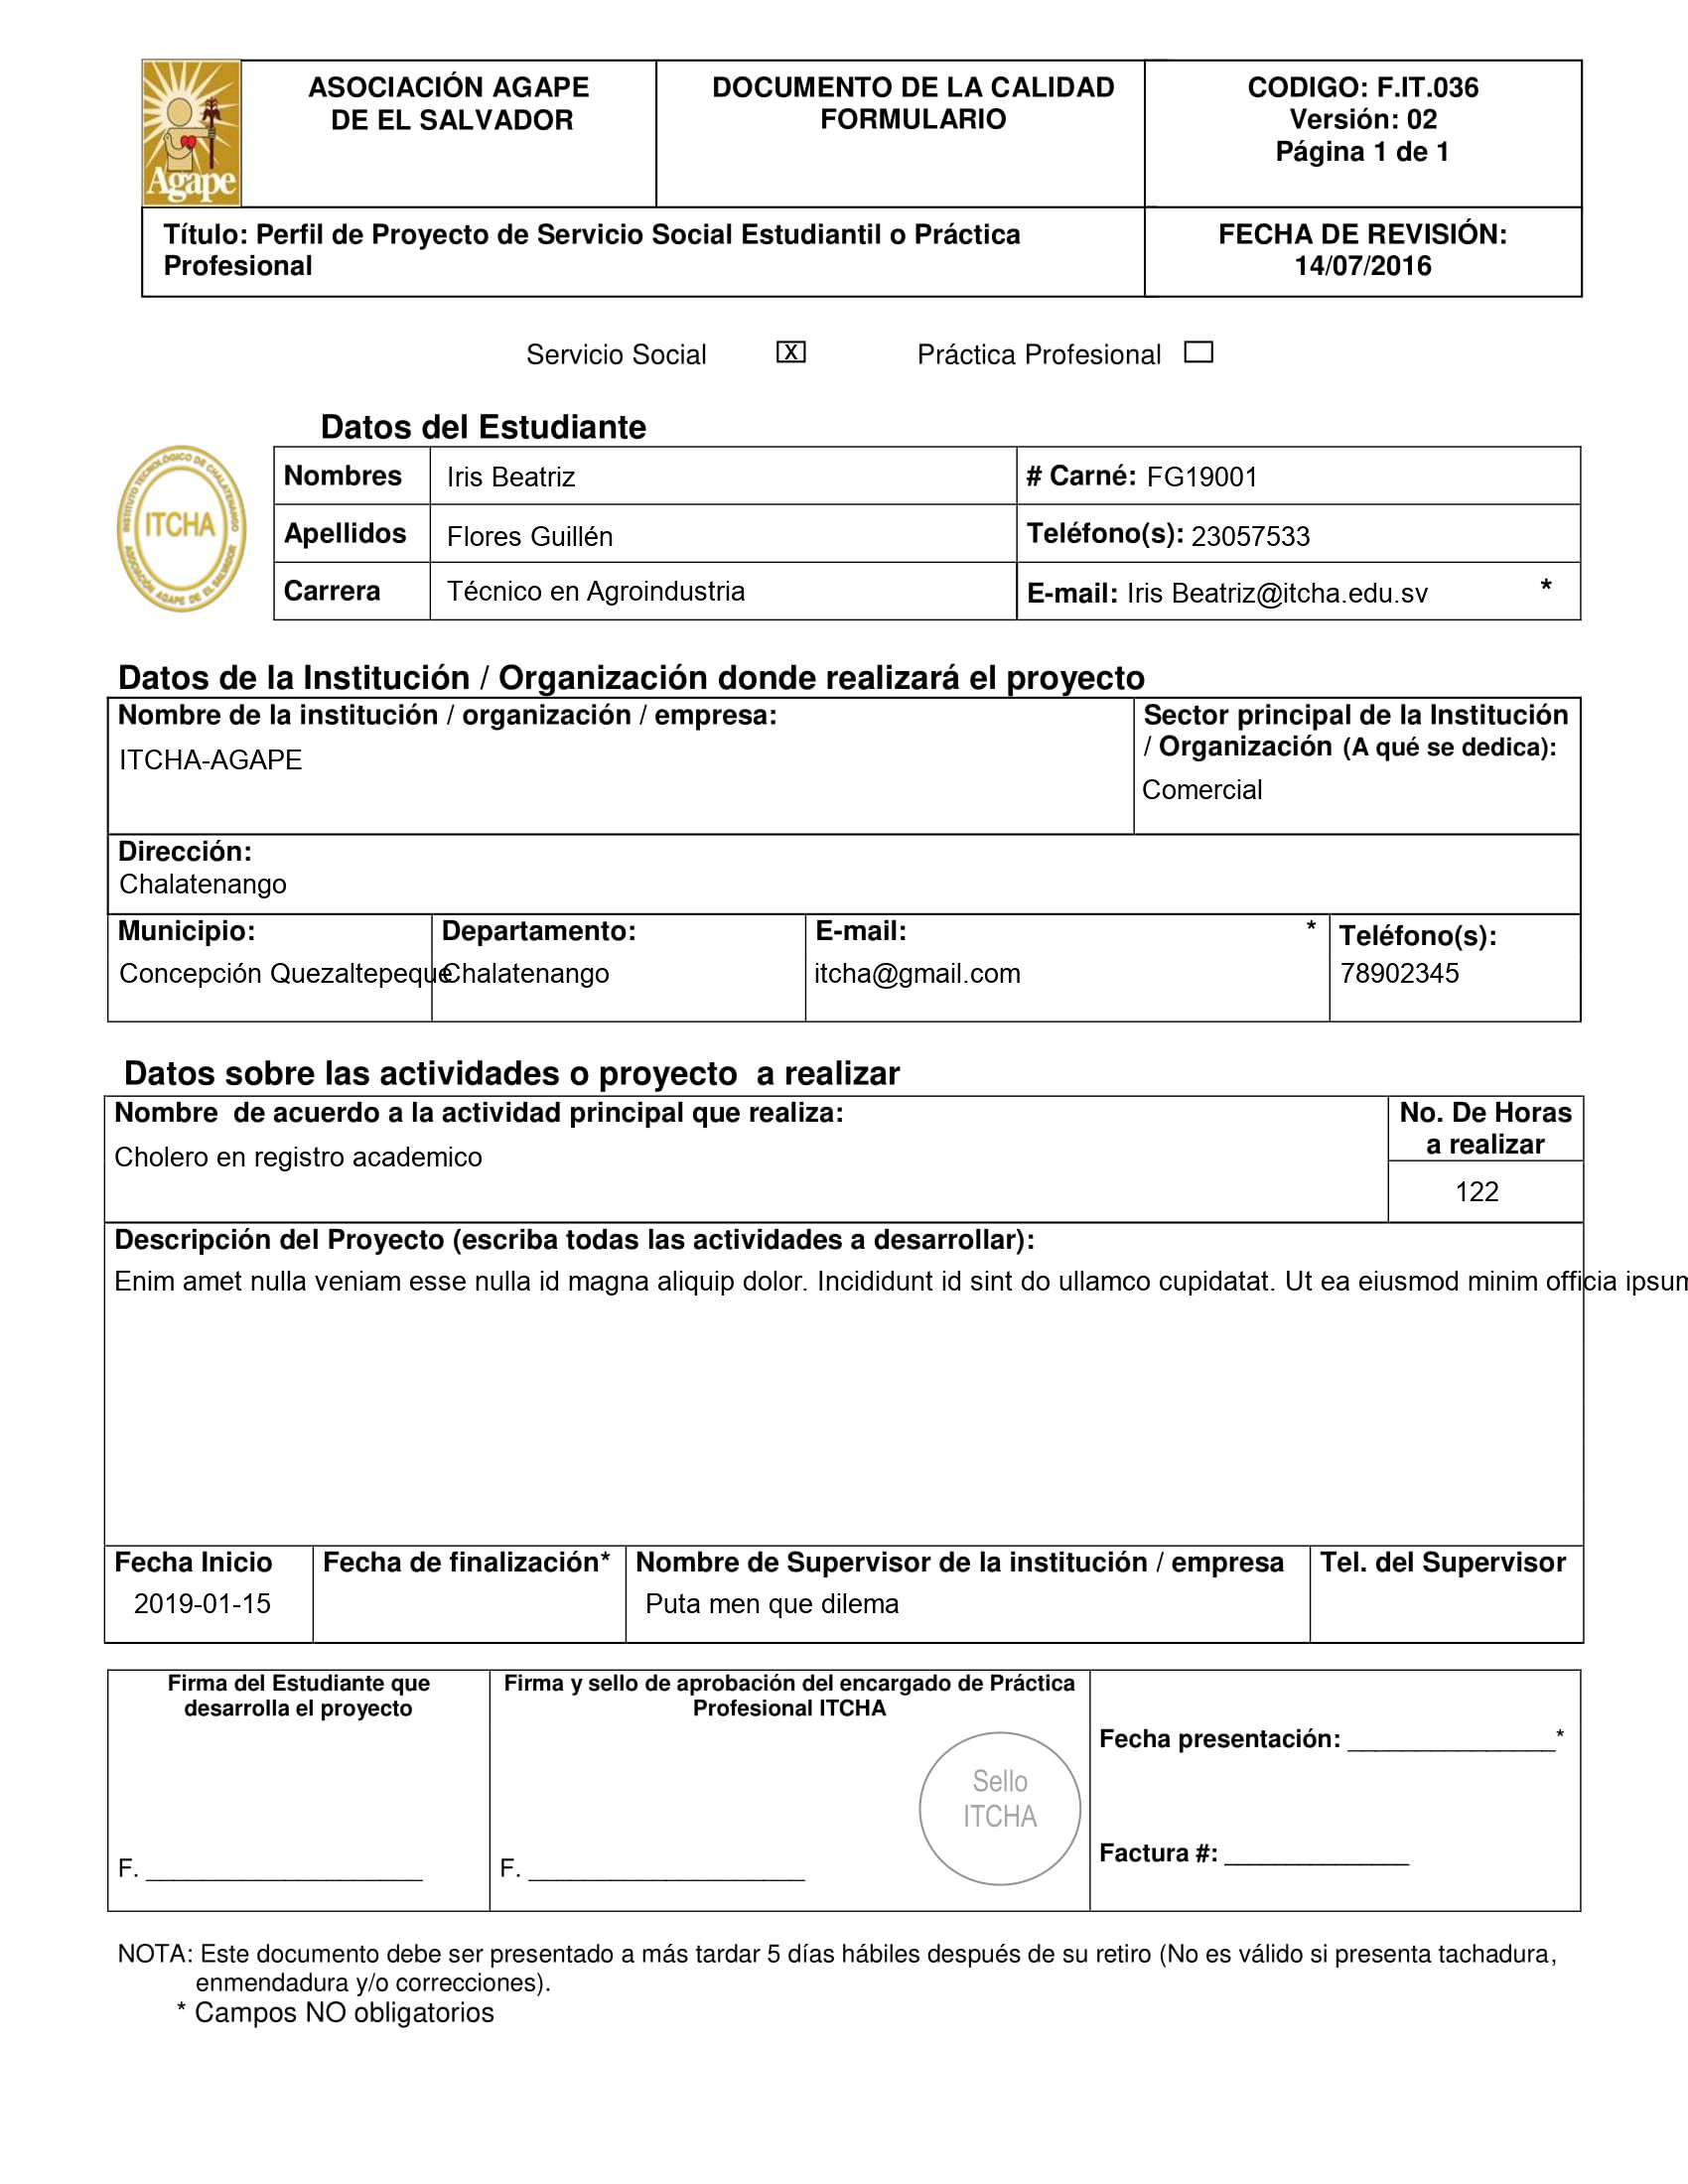 Agape
ASOCIACIÓN AGAPE
DE EL SALVADOR
DOCUMENTO DE LA CALIDAD
FORMULARIO
CODIGO: F.IT.036
Versión: 02
Página 1 de 1
Título: Perfil de Proyecto de Servicio Social Estudiantil o Práctica
Profesional
FECHA DE REVISIÓN:
14/07/2016
Servicio Social X Práctica Profesional
Datos del Estudiante
INSTITUTO TECNOLÓGICO DE CHALATENANGO
ITCHA
ASOCIACIÓN AGAPE DE EL SALVADOR
Nombres Iris Beatriz # Carné: FG19001
Apellidos Flores Guillén Teléfono(s): 23057533
Carrera Técnico en Agroindustria E-mail: Iris Beatriz@itcha.edu.sv *
Datos de la Institución / Organización donde realizará el proyecto
Nombre de la institución / organización / empresa:
ITCHA-AGAPE
Sector principal de la Institución
/ Organización (A qué se dedica):
Comercial
Dirección:
Chalatenango
Municipio: Departamento: E-mail: * Teléfono(s):
Concepción Quezaltepeque Chalatenango itcha@gmail.com 78902345
Datos sobre las actividades o proyecto a realizar
Nombre de acuerdo a la actividad principal que realiza:
Cholero en registro academico
No. De Horas
a realizar
122
Descripción del Proyecto (escriba todas las actividades a desarrollar):
Enim amet nulla veniam esse nulla id magna aliquip dolor. Incididunt id sint do ullamco cupidatat. Ut ea eiusmod minim officia ipsum
Fecha Inicio Fecha de finalización* Nombre de Supervisor de la institución / empresa Tel. del Supervisor
2019-01-15 Puta men que dilema
Firma del Estudiante que
desarrolla el proyecto
F. ____________________
Firma y sello de aprobación del encargado de Práctica
Profesional ITCHA
Sello
ITCHA
F. ____________________
Fecha presentación: _______________*
Factura #: _____________
NOTA: Este documento debe ser presentado a más tardar 5 días hábiles después de su retiro (No es válido si presenta tachadura,
enmendadura y/o correcciones).
* Campos NO obligatorios